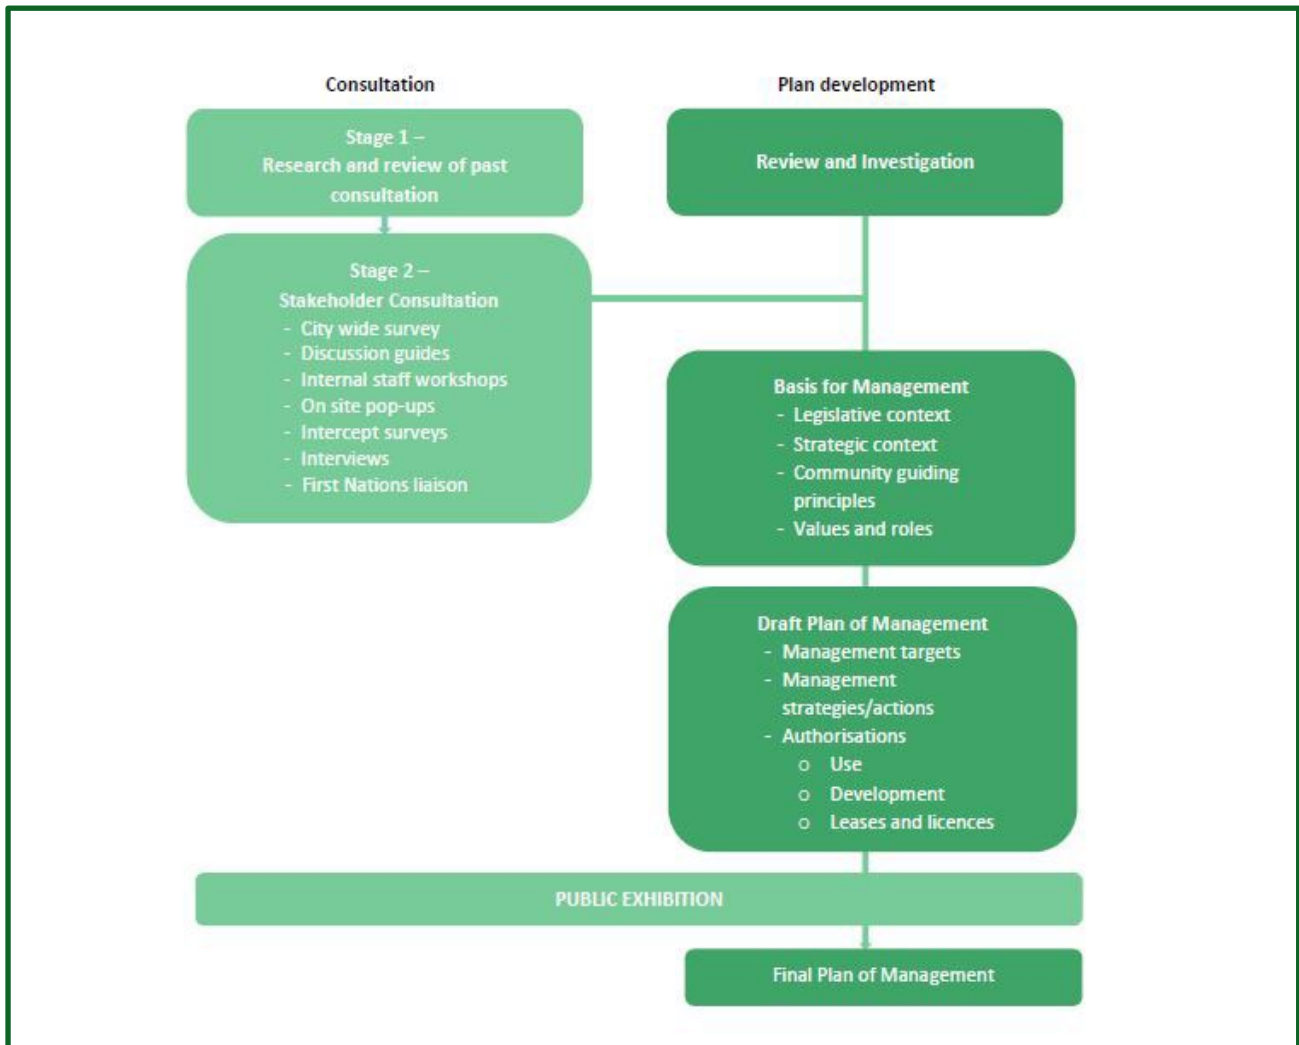 Consultation
Stage 1 –
Research and review of past
consultation
Stage 2 –
Stakeholder Consultation
- City wide survey
- Discussion guides
- Internal staff workshops
- On site pop-ups
- Intercept surveys
- Interviews
- First Nations liaison
Plan development
Review and Investigation
Basis for Management
- Legislative context
- Strategic context
- Community guiding
principles
- Values and roles
Draft Plan of Management
- Management targets
- Management
strategies/actions
- Authorisations
o Use
o Development
o Leases and licences
PUBLIC EXHIBITION
Final Plan of Management